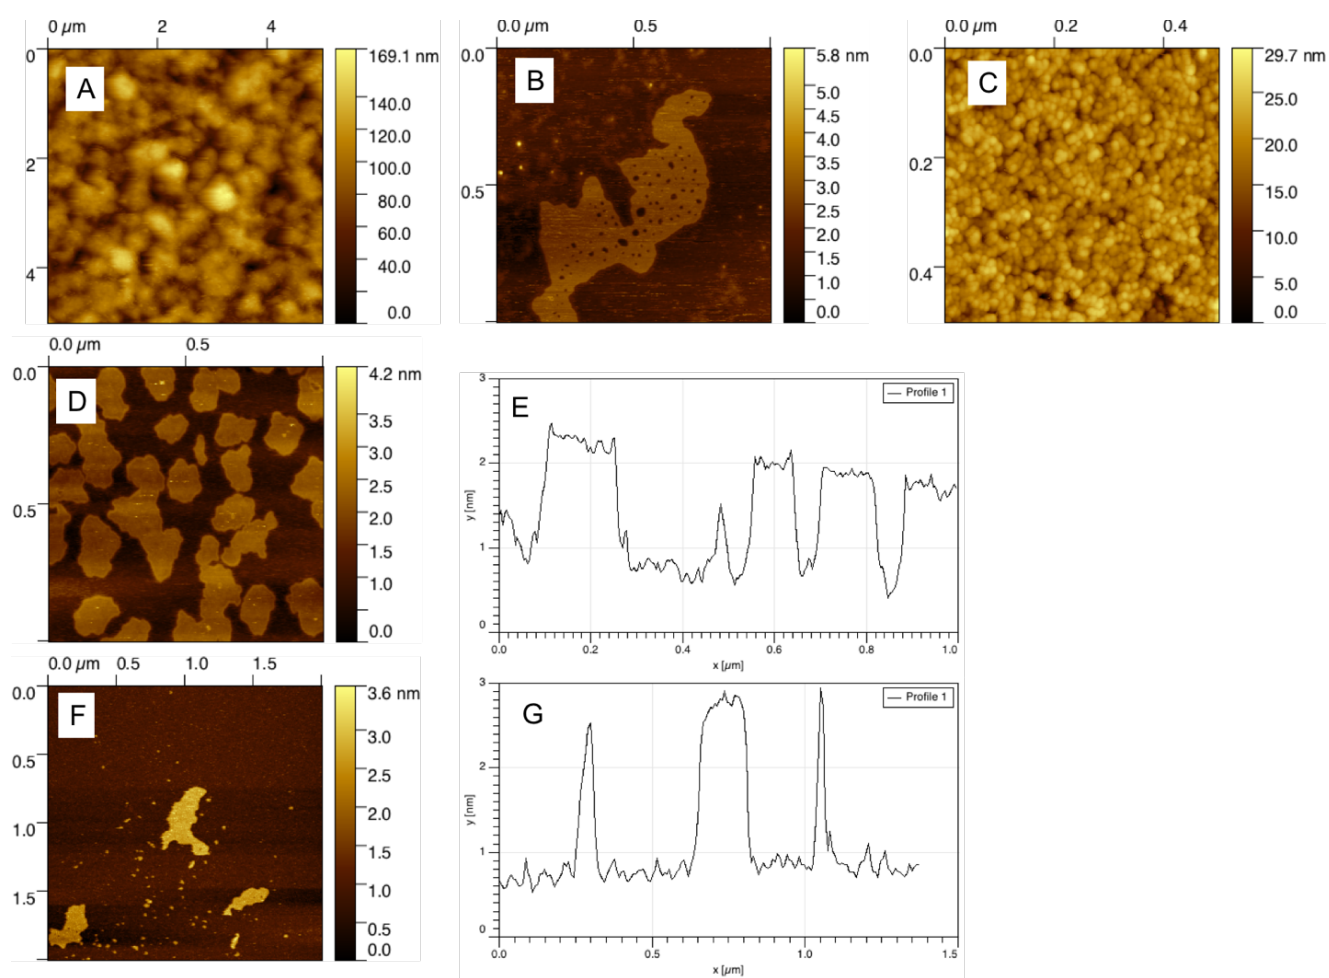 0 µm 2 4
0
2
4
A
169.1 nm
140.0
120.0
100.0
80.0
60.0
40.0
0.0
0.0 µm 0.5
0.0
0.5
B
5.8 nm
5.0
4.5
4.0
3.5
3.0
2.5
2.0
1.5
1.0
0.0
0.0 µm 0.2 0.4
0.0
0.2
0.4
C
29.7 nm
25.0
20.0
15.0
10.0
5.0
0.0
0.0 µm 0.5
0.0
0.5
D
4.2 nm
3.5
3.0
2.5
2.0
1.5
1.0
0.0
E
Profile 1
3
2
1
0
y [nm]
0.0 0.2 0.4 0.6 0.8 1.0
x [µm]
0.0 µm 0.5 1.0 1.5
0.0
0.5
1.0
1.5
F
3.6 nm
3.0
2.5
2.0
1.5
1.0
0.5
0.0
G
Profile 1
3
2
1
0
y [nm]
0.0 0.5 1.0 1.5
x [µm]